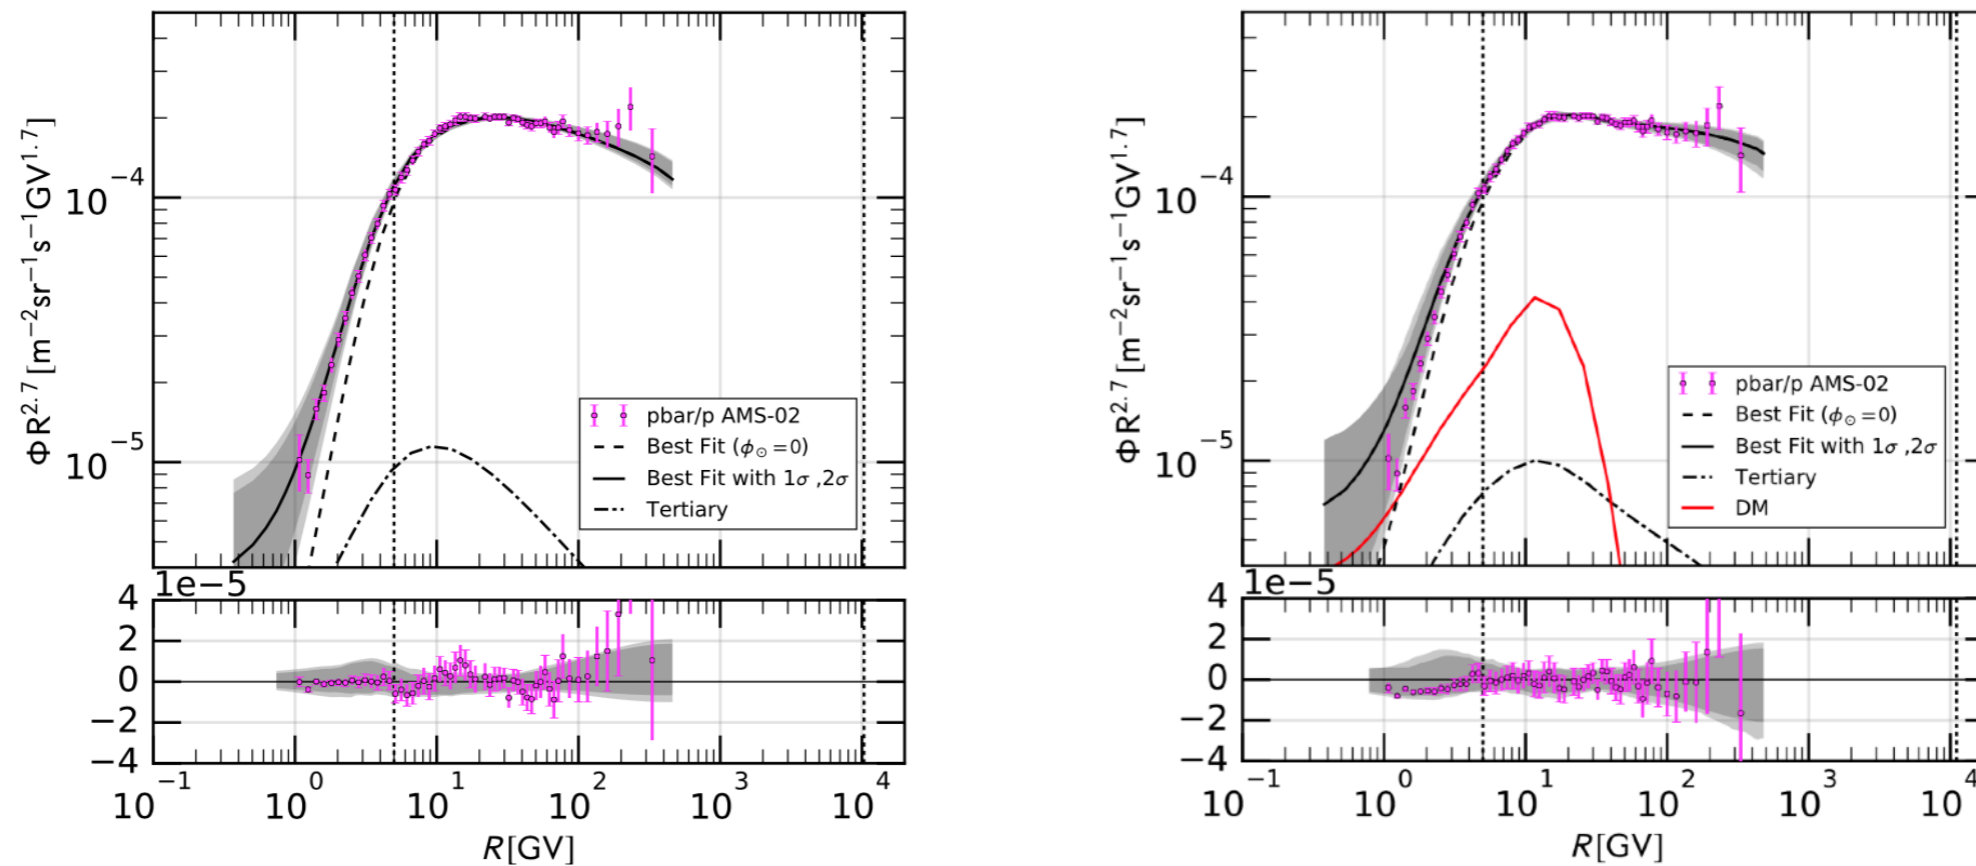 ΦR^2.7 [m^−2 sr^−1 s^−1 GV^1.7]
10^−4
10^−5
pbar/p AMS-02
Best Fit (ϕ⊙=0)
Best Fit with 1σ ,2σ
Tertiary
1e−5
4
2
0
−2
−4
10^−1 10^0 10^1 10^2 10^3 10^4
R[GV]
ΦR^2.7 [m^−2 sr^−1 s^−1 GV^1.7]
10^−4
10^−5
pbar/p AMS-02
Best Fit (ϕ⊙=0)
Best Fit with 1σ ,2σ
Tertiary
DM
1e−5
4
2
0
−2
−4
10^−1 10^0 10^1 10^2 10^3 10^4
R[GV]